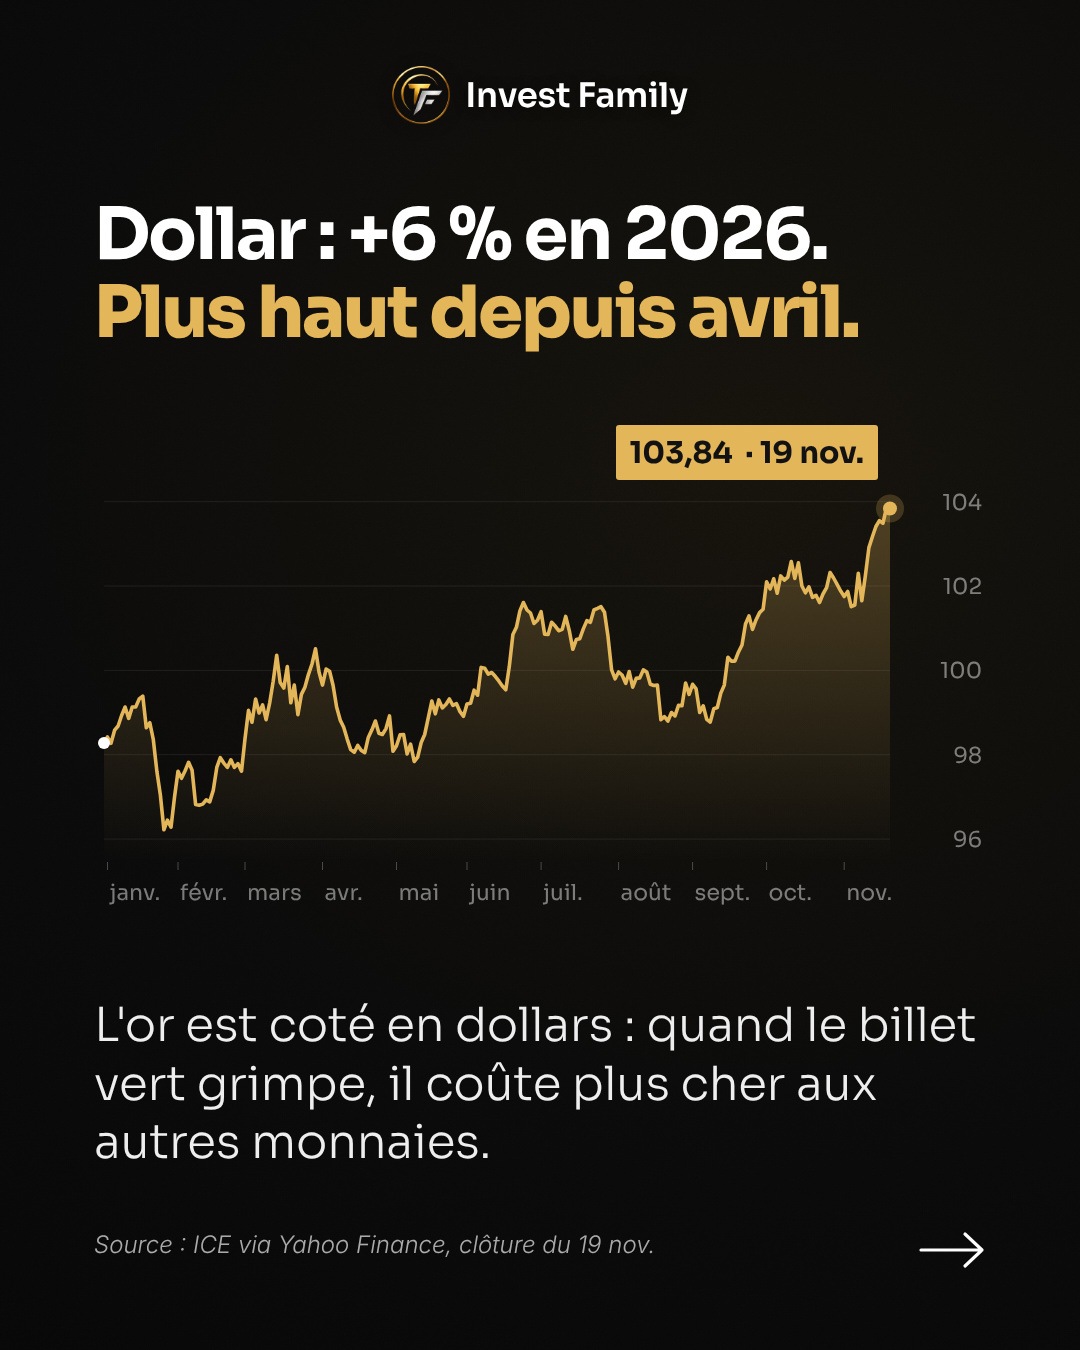 TF Invest Family
Dollar : +6 % en 2026.
Plus haut depuis avril.
103,84 · 19 nov.
104
102
100
98
96
janv. févr. mars avr. mai juin juil. août sept. oct. nov.
L'or est coté en dollars : quand le billet
vert grimpe, il coûte plus cher aux
autres monnaies.
Source : ICE via Yahoo Finance, clôture du 19 nov.